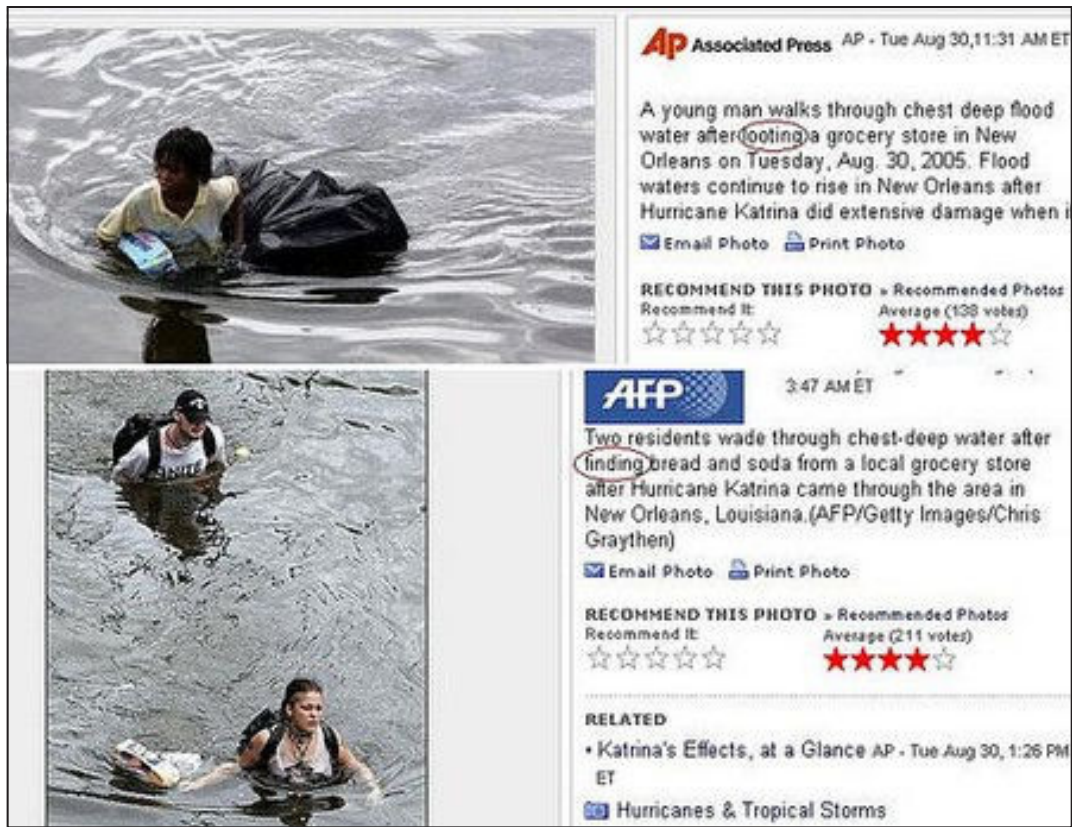 AP Associated Press AP - Tue Aug 30,11:31 AM ET
A young man walks through chest deep flood
water after looting a grocery store in New
Orleans on Tuesday, Aug. 30, 2005. Flood
waters continue to rise in New Orleans after
Hurricane Katrina did extensive damage when
Email Photo Print Photo
RECOMMEND THIS PHOTO » Recommended Photos
Recommend It: Average (138 votes)
AFP 3:47 AM ET
Two residents wade through chest-deep water after
finding bread and soda from a local grocery store
after Hurricane Katrina came through the area in
New Orleans, Louisiana.(AFP/Getty Images/Chris
Graythen)
Email Photo Print Photo
RECOMMEND THIS PHOTO » Recommended Photos
Recommend It: Average (211 votes)
RELATED
• Katrina's Effects, at a Glance AP - Tue Aug 30, 1:26 PM
ET
Hurricanes & Tropical Storms